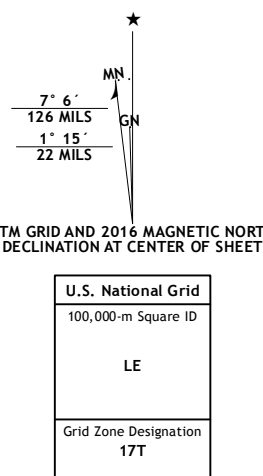 ★
MN
GN
7° 6´
126 MILS
1° 15´
22 MILS
TM GRID AND 2016 MAGNETIC NORT
DECLINATION AT CENTER OF SHEET
U.S. National Grid
100,000-m Square ID
LE
Grid Zone Designation
17T